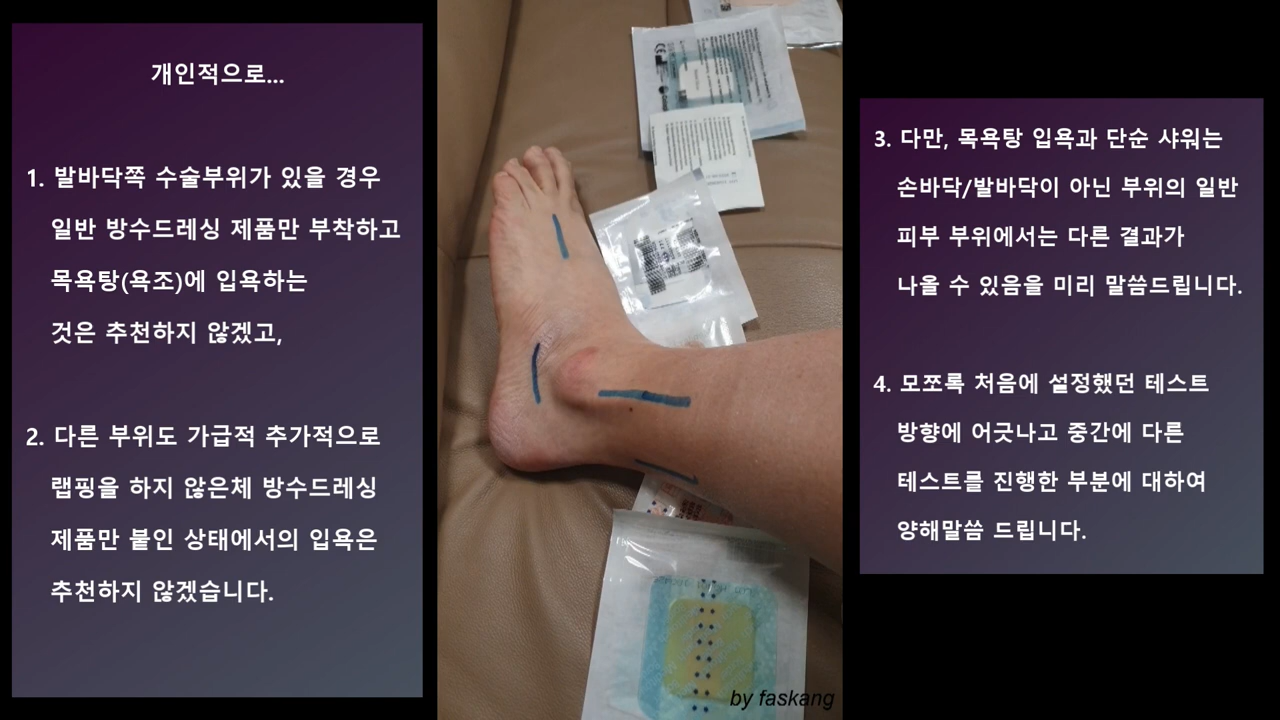 개인적으로...
1. 발바닥쪽 수술부위가 있을 경우
일반 방수드레싱 제품만 부착하고
목욕탕(욕조)에 입욕하는
것은 추천하지 않겠고,
2. 다른 부위도 가급적 추가적으로
랩핑을 하지 않은체 방수드레싱
제품만 붙인 상태에서의 입욕은
추천하지 않겠습니다.
3. 다만, 목욕탕 입욕과 단순 샤워는
손바닥/발바닥이 아닌 부위의 일반
피부 부위에서는 다른 결과가
나올 수 있음을 미리 말씀드립니다.
4. 모쪼록 처음에 설정했던 테스트
방향에 어긋나고 중간에 다른
테스트를 진행한 부분에 대하여
양해말씀 드립니다.
by faskang